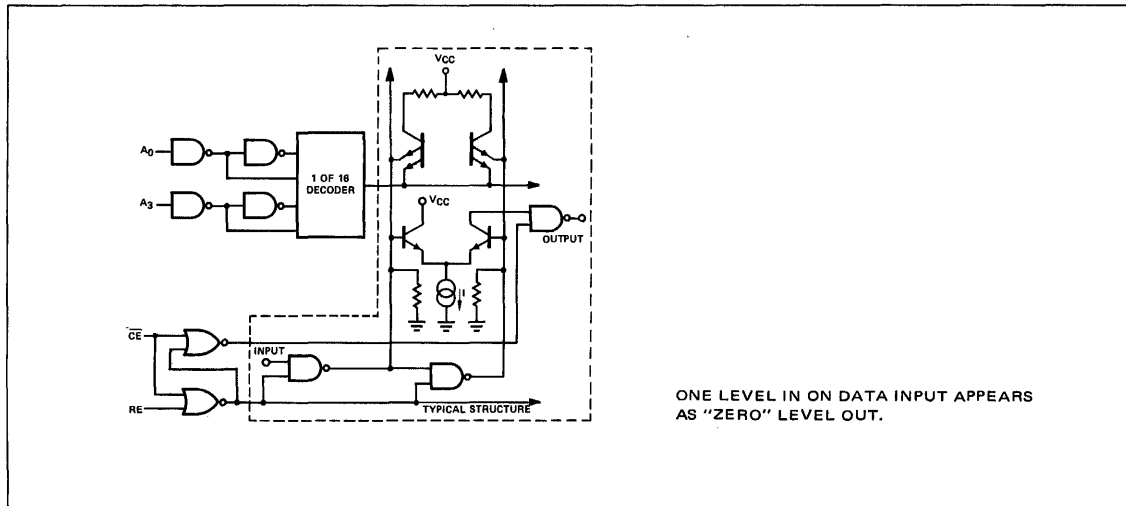 VCC
A0
1 OF 16
DECODER
A3
VCC
OUTPUT
I
CE
INPUT
RE
TYPICAL STRUCTURE
ONE LEVEL IN ON DATA INPUT APPEARS
AS "ZERO" LEVEL OUT.